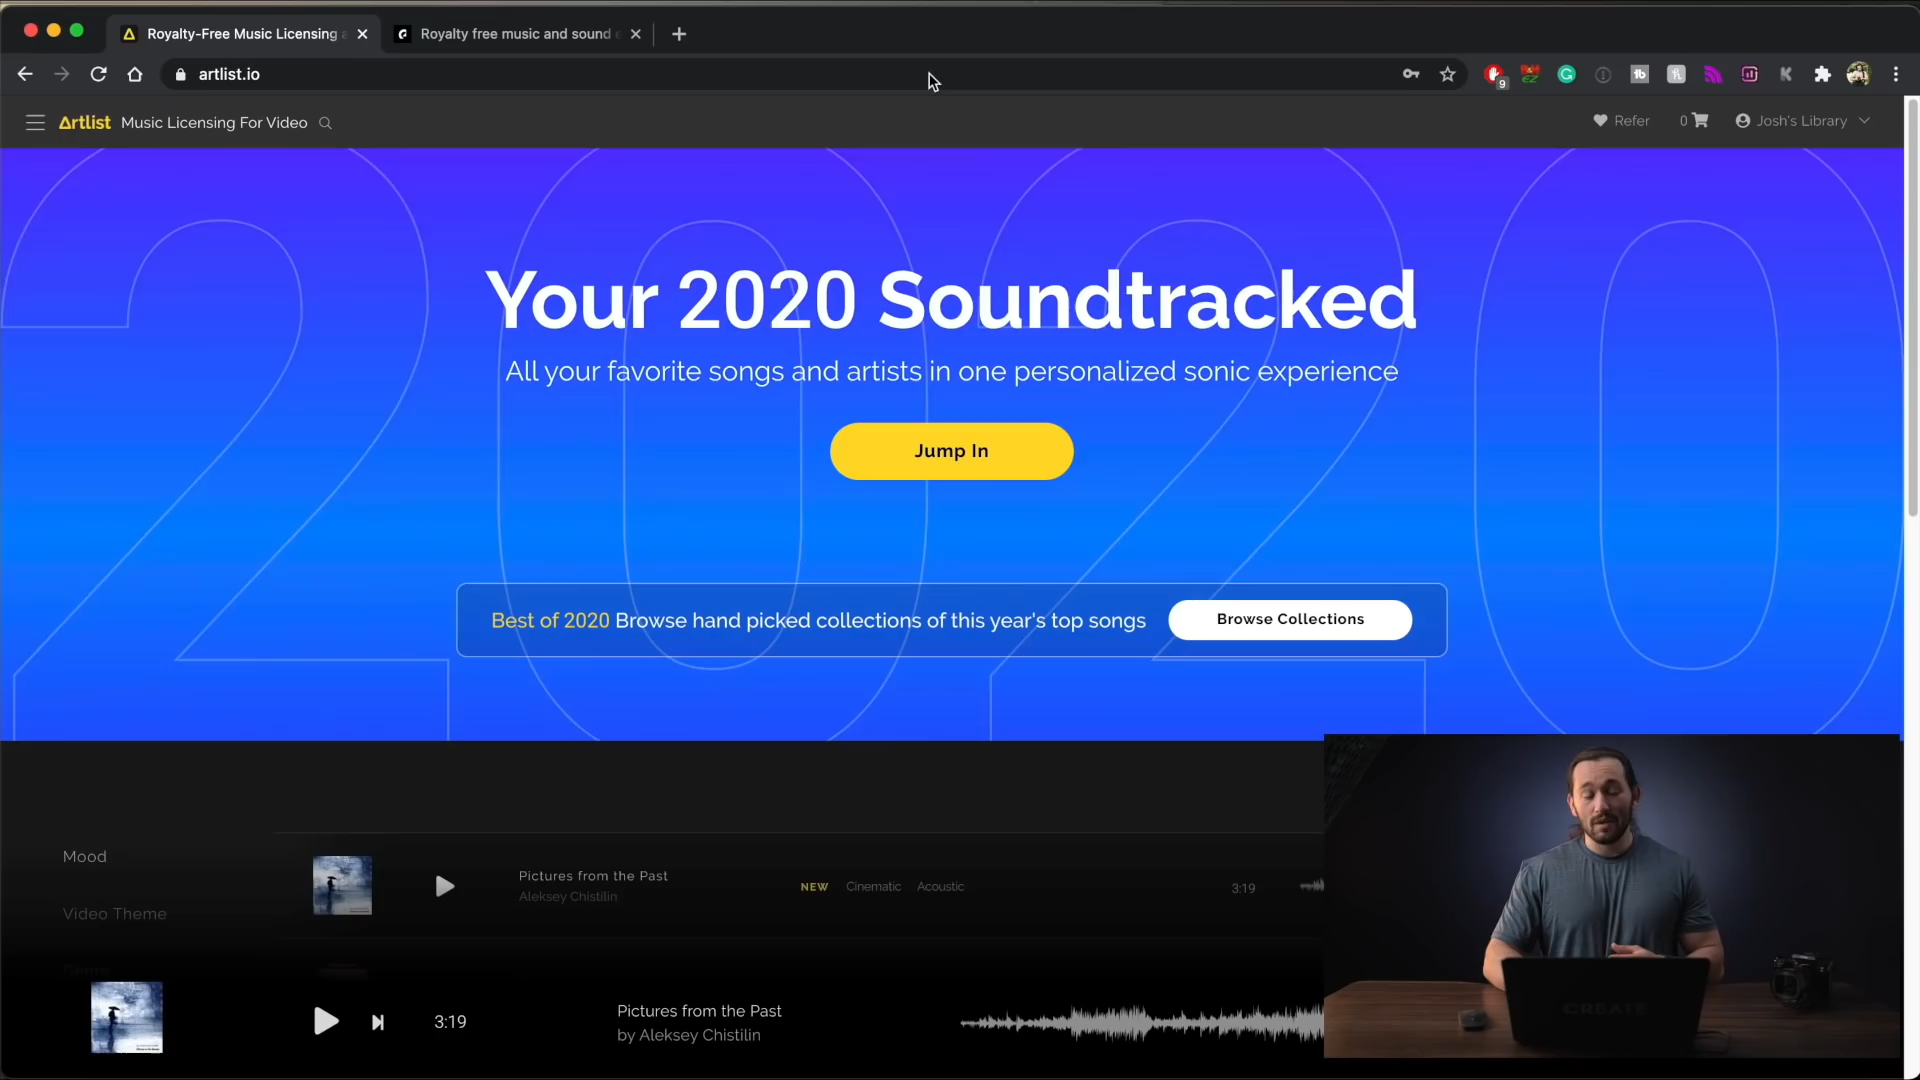 Royalty-Free Music Licensing
Royalty free music and sound
artlist.io
9
Artlist
Music Licensing For Video
Refer
0
Josh's Library
Your 2020 Soundtracked
All your favorite songs and artists in one personalized sonic experience
Jump In
Best of 2020 Browse hand picked collections of this year's top songs
Browse Collections
Mood
Pictures from the Past
Aleksey Chistilin
NEW
Cinematic
Acoustic
3:19
Video Theme
Genre
3:19
Pictures from the Past
by Aleksey Chistilin
CREATE